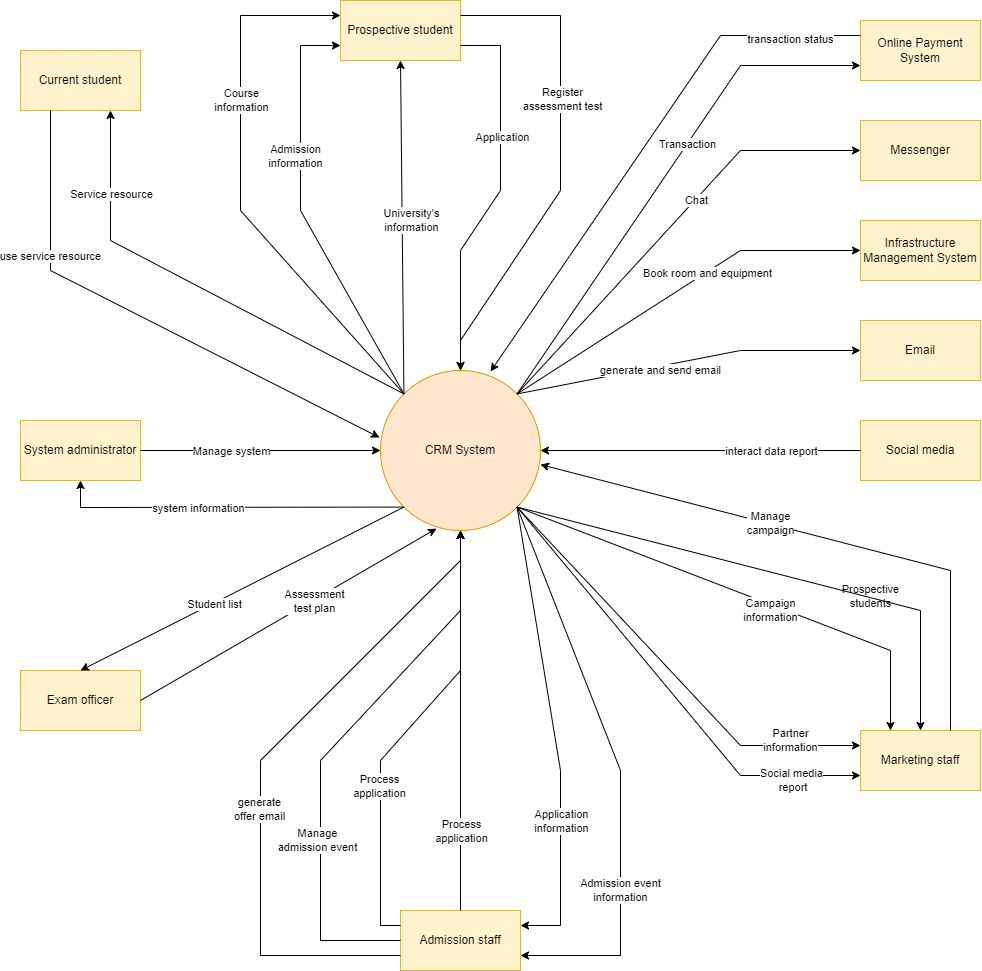 Prospective student
Online Payment
System
transaction status
Current student
Course
information
Register
assessment test
Application
Admission
information
Transaction
Messenger
Service resource
Chat
University's
information
use service resource
Infrastructure
Management System
Book room and equipment
Email
generate and send email
System administrator
Manage system
CRM System
interact data report
Social media
system information
Manage
campaign
Student list
Assessment
test plan
Prospective
students
Campaign
information
Exam officer
Partner
information
Marketing staff
Social media
report
Process
application
generate
offer email
Manage
admission event
Process
application
Application
information
Admission event
information
Admission staff